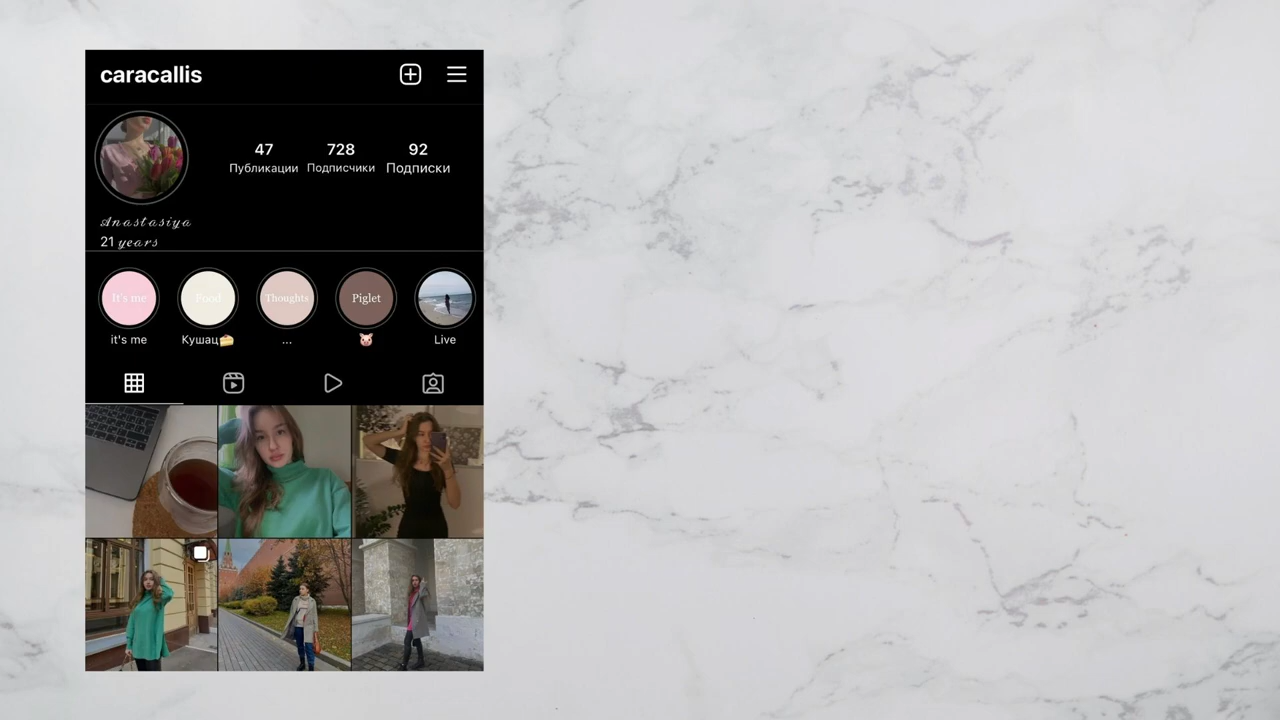 caracallis
47 728 92
Публикации Подписчики Подписки
Anastasiya
21 years
It's me Food Thoughts Piglet
it's me Кушац🍰 ... 🐷 Live